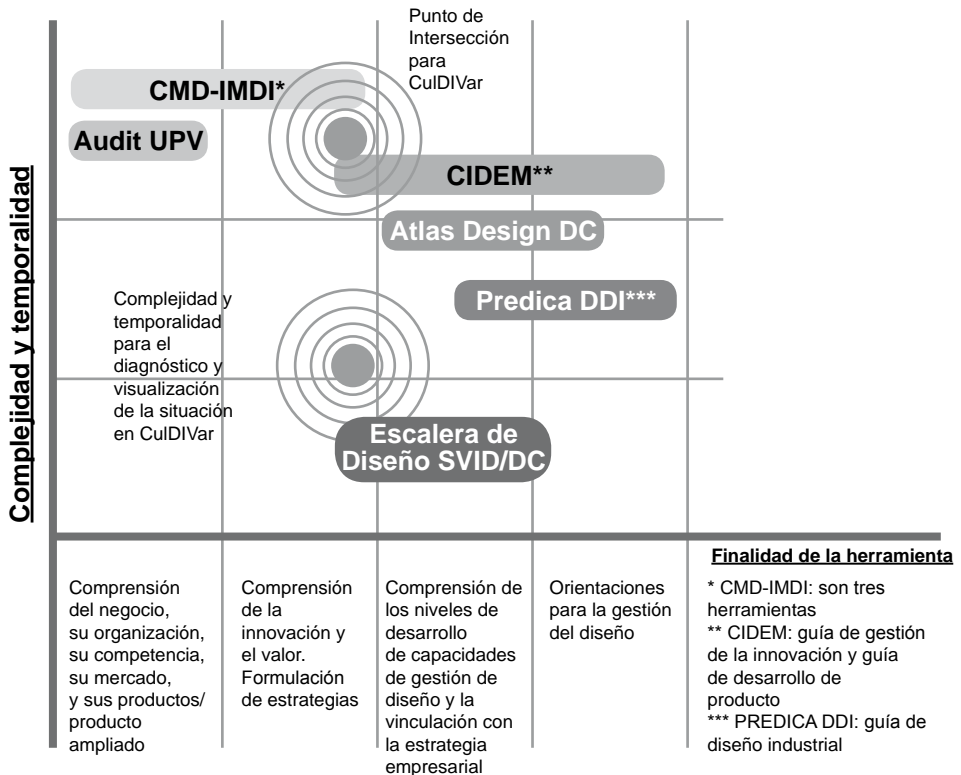 Punto de
Intersección
para
CulDIVar
CMD-IMDI*
Audit UPV
CIDEM**
Atlas Design DC
Predica DDI***
Complejidad y temporalidad
Complejidad y
temporalidad
para el
diagnóstico y
visualización
de la situación
en CulDIVar
Escalera de
Diseño SVID/DC
Finalidad de la herramienta
Comprensión
del negocio,
su organización,
su competencia,
su mercado,
y sus productos/
producto
ampliado
Comprensión
de la
innovación y
el valor.
Formulación
de estrategias
Comprensión de
los niveles de
desarrollo
de capacidades
de gestión de
diseño y la
vinculación con
la estrategia
empresarial
Orientaciones
para la gestión
del diseño
* CMD-IMDI: son tres
herramientas
** CIDEM: guía de gestión
de la innovación y guía
de desarrollo de
producto
*** PREDICA DDI: guía de
diseño industrial